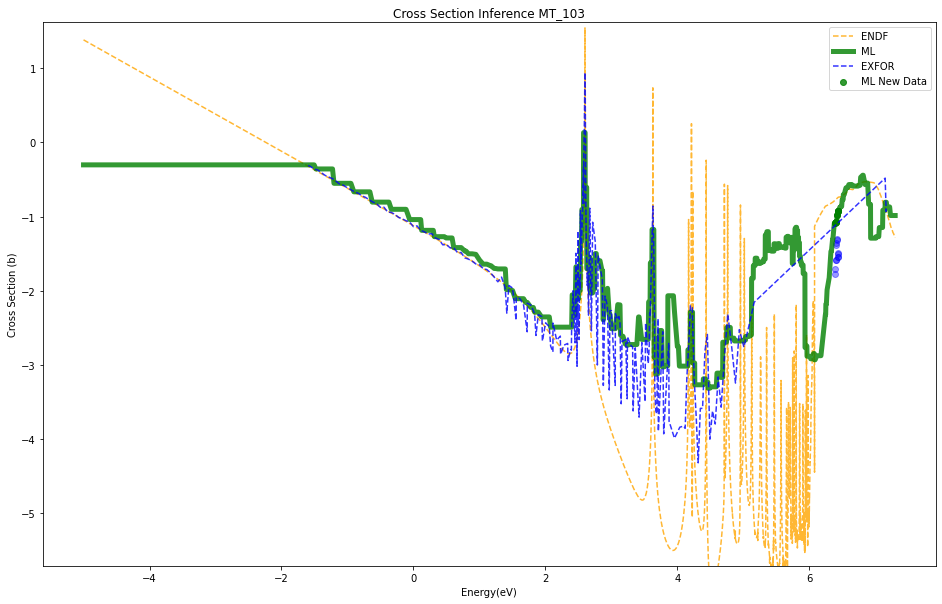 Cross Section Inference MT_103
ENDF
ML
EXFOR
ML New Data
Cross Section (b)
1
0
−1
−2
−3
−4
−5
−4
−2
0
2
4
6
Energy(eV)